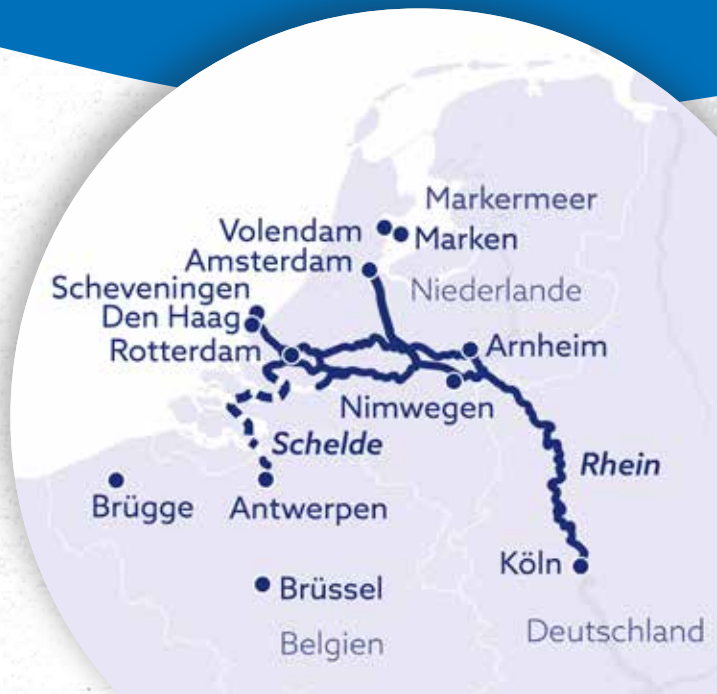 Markermeer
Volendam
Marken
Amsterdam
Scheveningen
Niederlande
Den Haag
Rotterdam
Arnheim
Nimwegen
Schelde
Rhein
Brügge
Antwerpen
Köln
Brüssel
Deutschland
Belgien